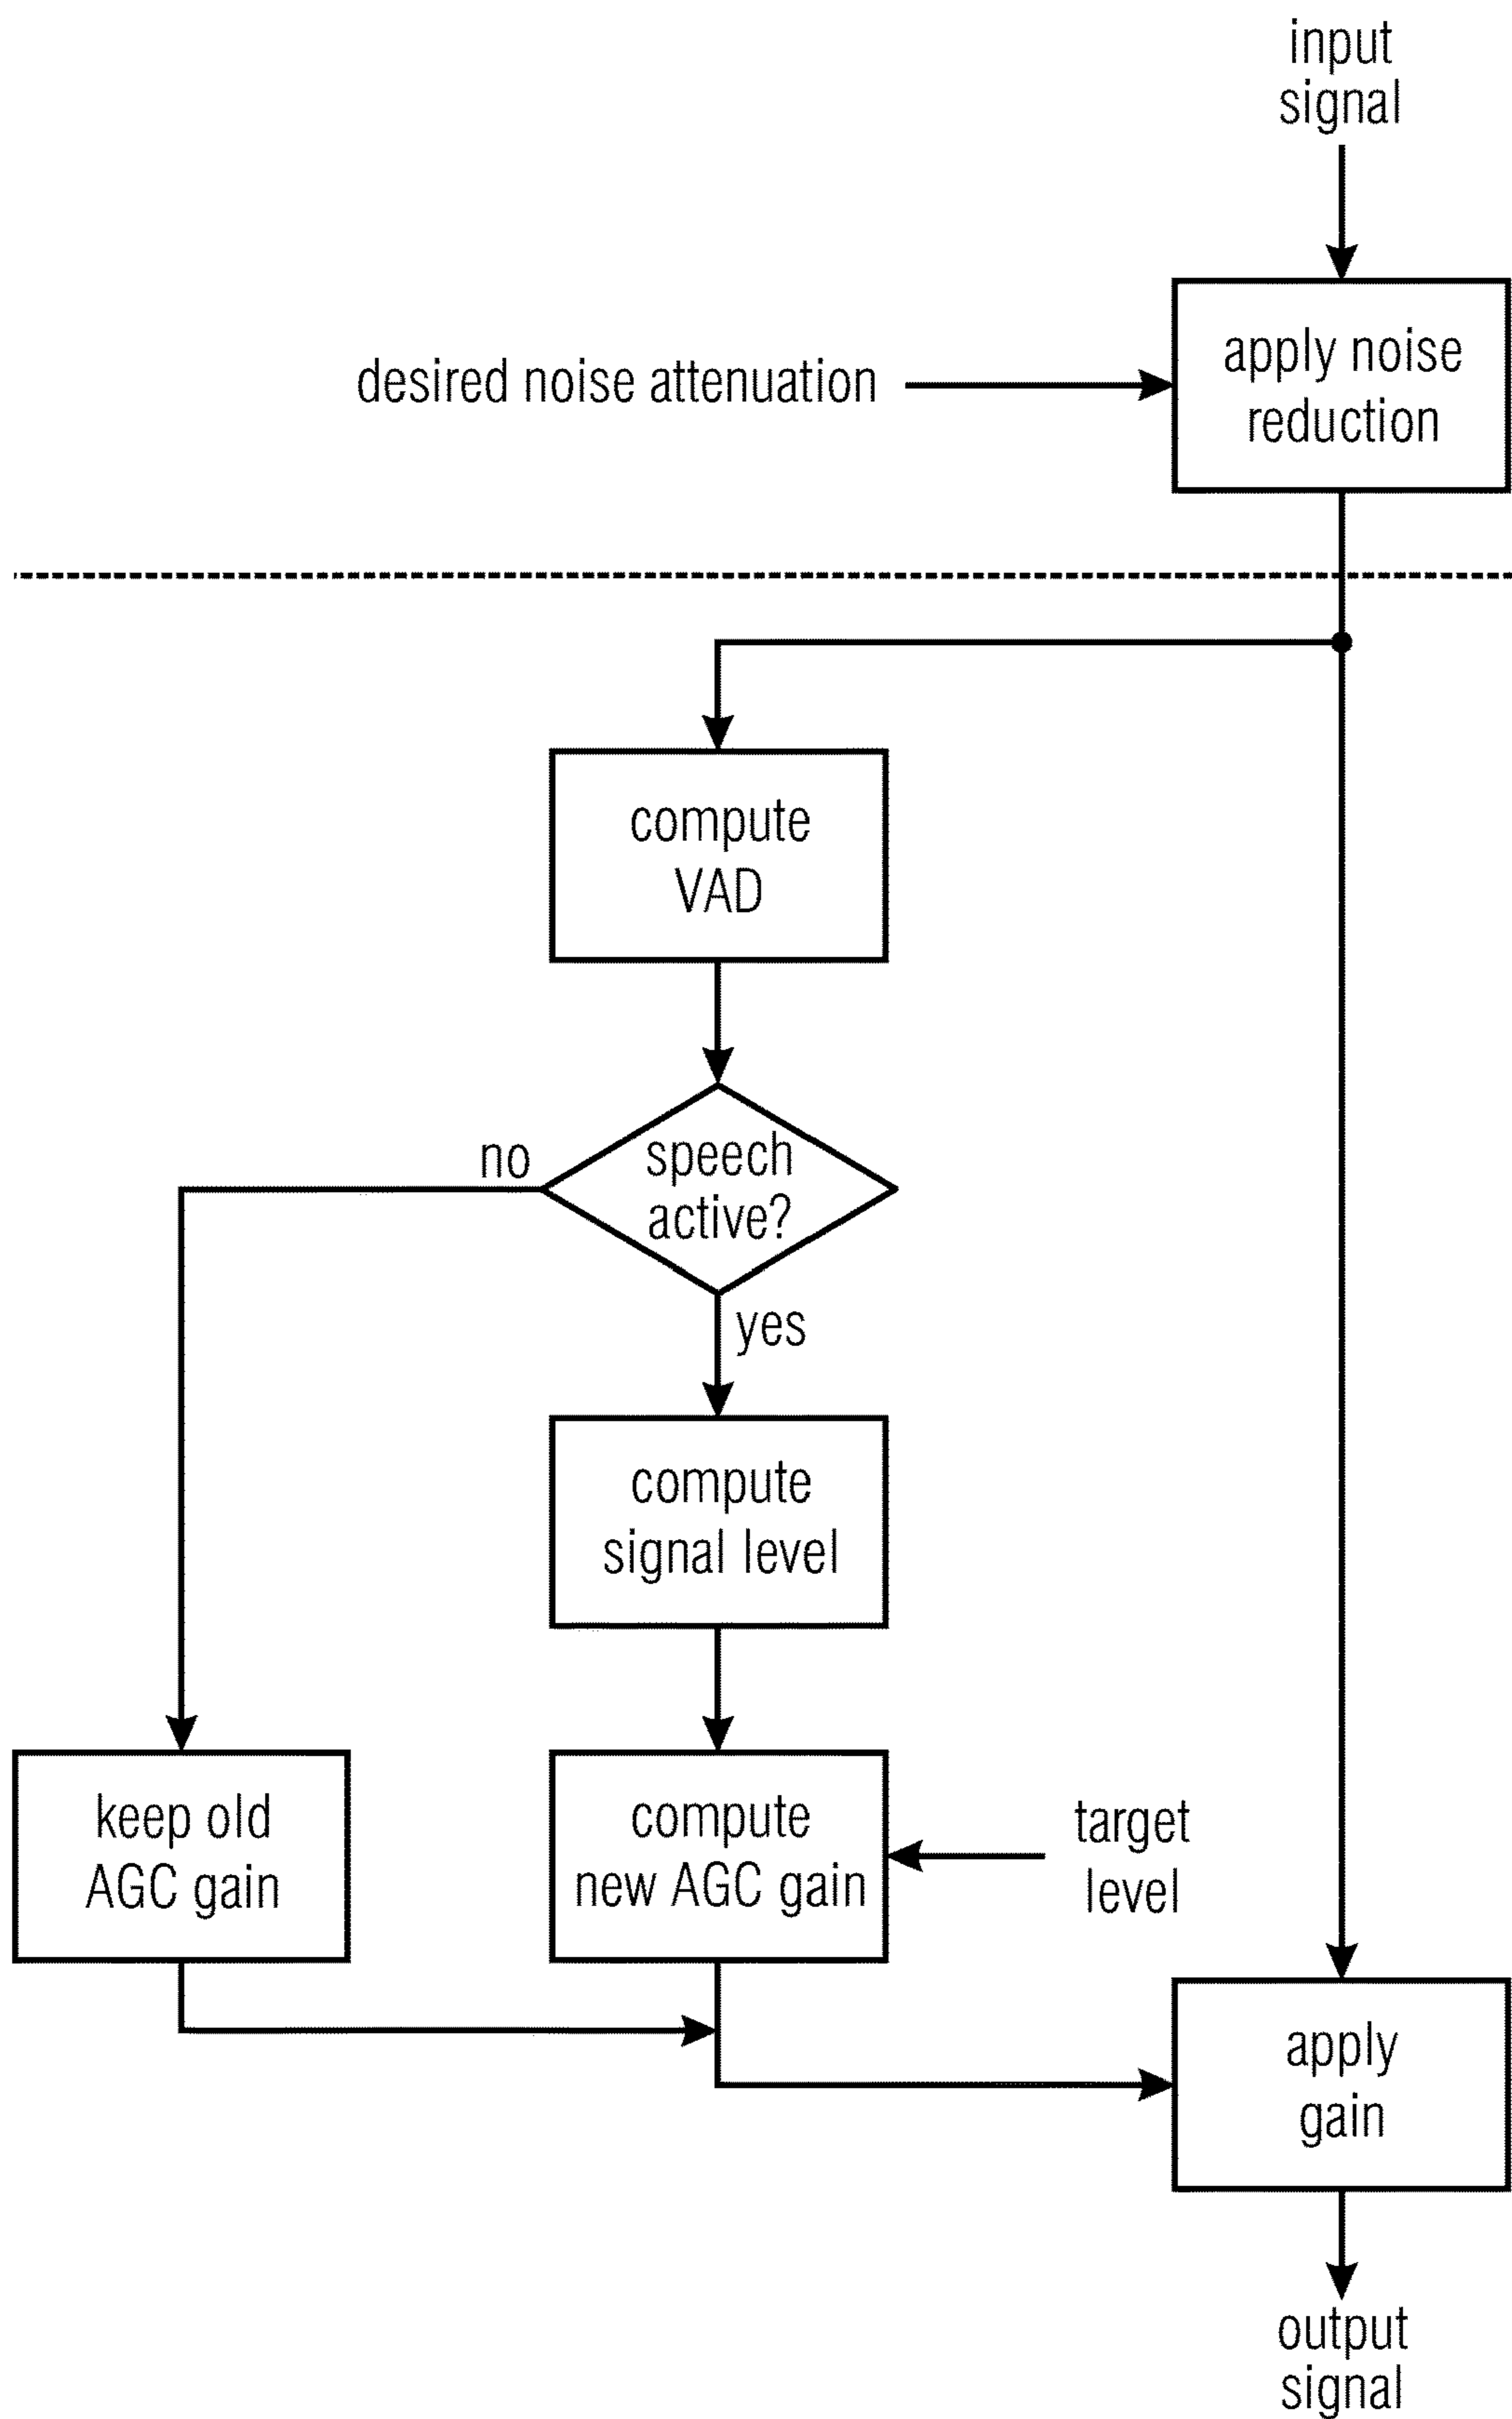 input
signal
desired noise attenuation
apply noise
reduction
compute
VAD
no
speech
active?
yes
compute
signal level
keep old
AGC gain
compute
new AGC gain
target
level
apply
gain
output
signal